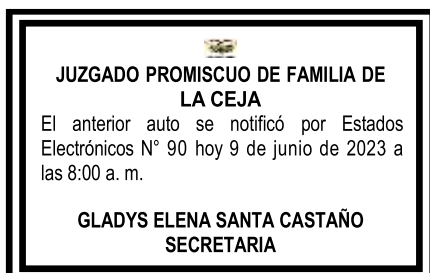 JUZGADO PROMISCUO DE FAMILIA DE
LA CEJA
El anterior auto se notificó por Estados
Electrónicos N° 90 hoy 9 de junio de 2023 a
las 8:00 a. m.
GLADYS ELENA SANTA CASTAÑO
SECRETARIA